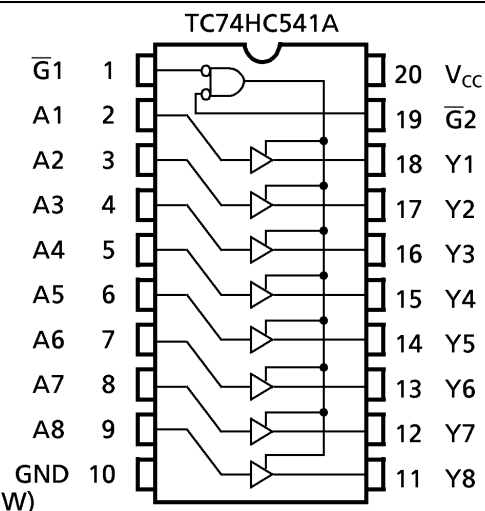 TC74HC541A
G̅1 1 20 VCC
A1 2 19 G̅2
A2 3 18 Y1
A3 4 17 Y2
A4 5 16 Y3
A5 6 15 Y4
A6 7 14 Y5
A7 8 13 Y6
A8 9 12 Y7
GND 10 11 Y8
W)